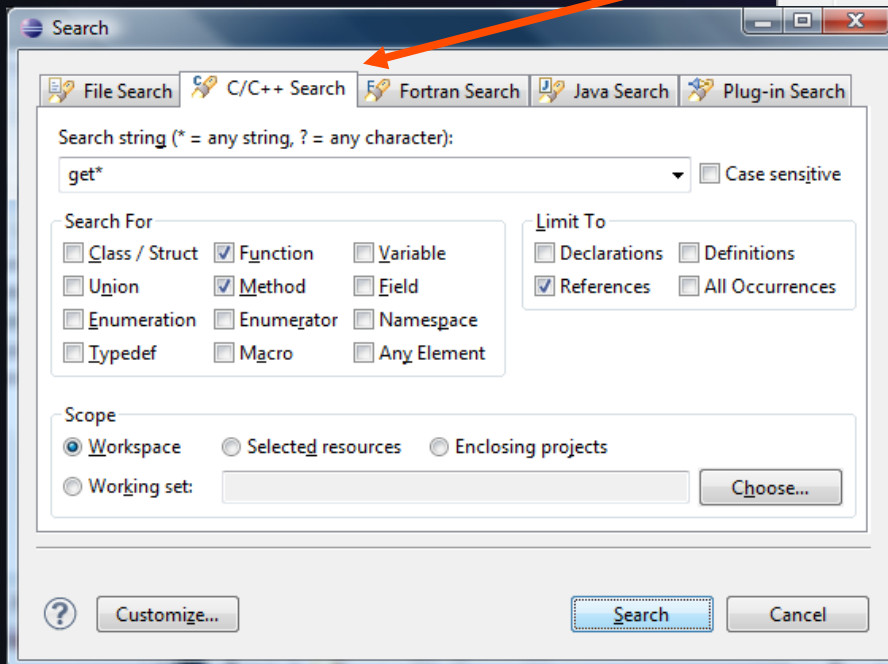 Search
File Search C/C++ Search Fortran Search Java Search Plug-in Search
Search string (* = any string, ? = any character):
get* Case sensitive
Search For Limit To
Class / Struct Function Variable Declarations Definitions
Union Method Field References All Occurrences
Enumeration Enumerator Namespace
Typedef Macro Any Element
Scope
Workspace Selected resources Enclosing projects
Working set: Choose...
? Customize... Search Cancel